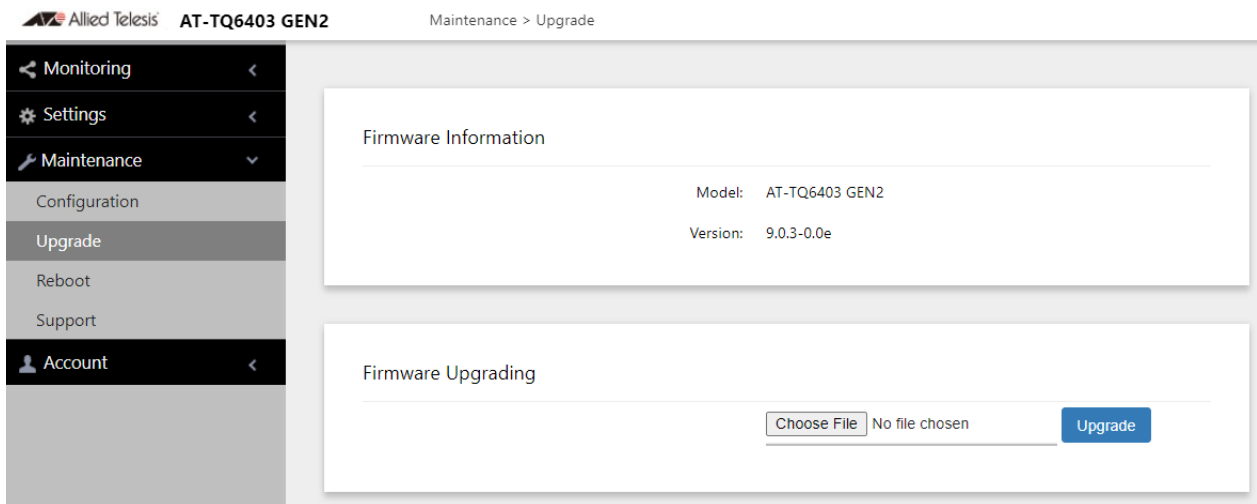 Allied Telesis AT-TQ6403 GEN2 Maintenance > Upgrade
Monitoring
Settings
Maintenance
Configuration
Upgrade
Reboot
Support
Account
Firmware Information
Model: AT-TQ6403 GEN2
Version: 9.0.3-0.0e
Firmware Upgrading
Choose File No file chosen Upgrade